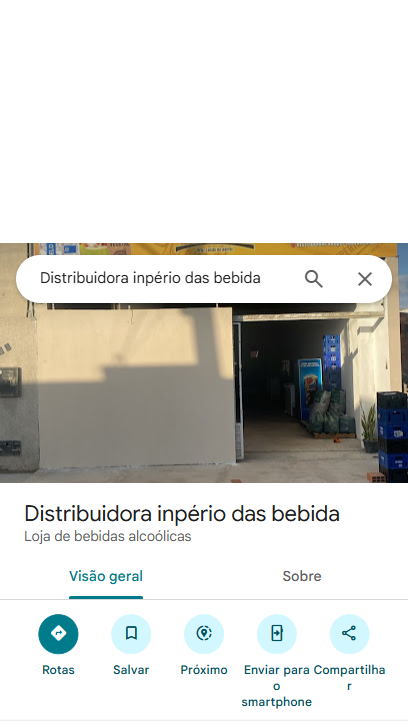 Distribuidora inpério das bebida
Distribuidora inpério das bebida
Loja de bebidas alcoólicas
Visão geral
Sobre
Rotas
Salvar
Próximo
Enviar para
o
smartphone
Compartilha
r